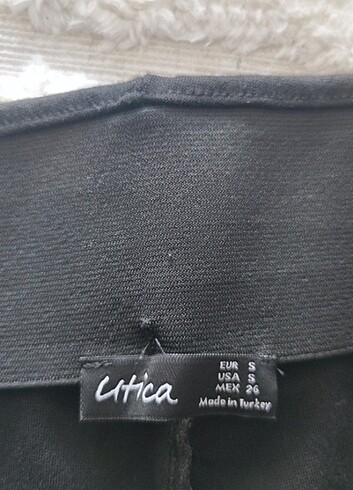 utica
EUR S
USA S
MEX 26
Made in Turkey